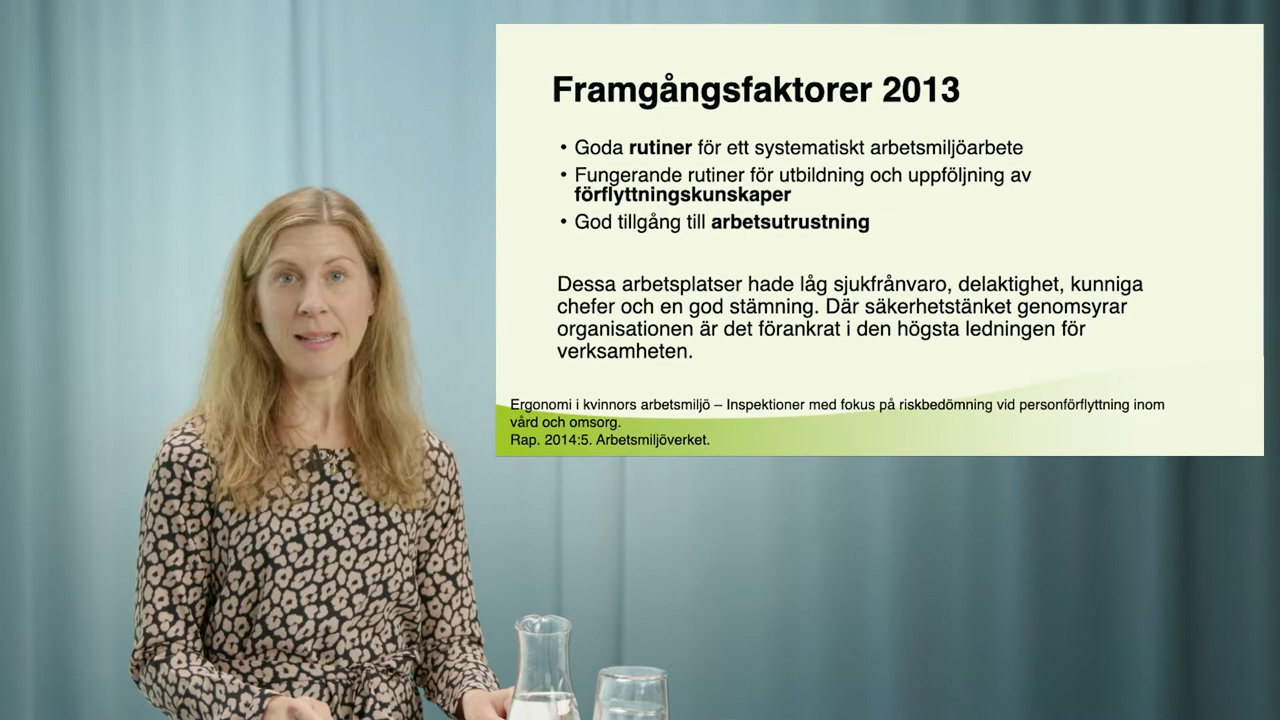 Framgångsfaktorer 2013
• Goda rutiner för ett systematiskt arbetsmiljöarbete
• Fungerande rutiner för utbildning och uppföljning av
förflyttningskunskaper
• God tillgång till arbetsutrustning
Dessa arbetsplatser hade låg sjukfrånvaro, delaktighet, kunniga
chefer och en god stämning. Där säkerhetstänket genomsyrar
organisationen är det förankrat i den högsta ledningen för
verksamheten.
Ergonomi i kvinnors arbetsmiljö – Inspektioner med fokus på riskbedömning vid personförflyttning inom
vård och omsorg.
Rap. 2014:5. Arbetsmiljöverket.